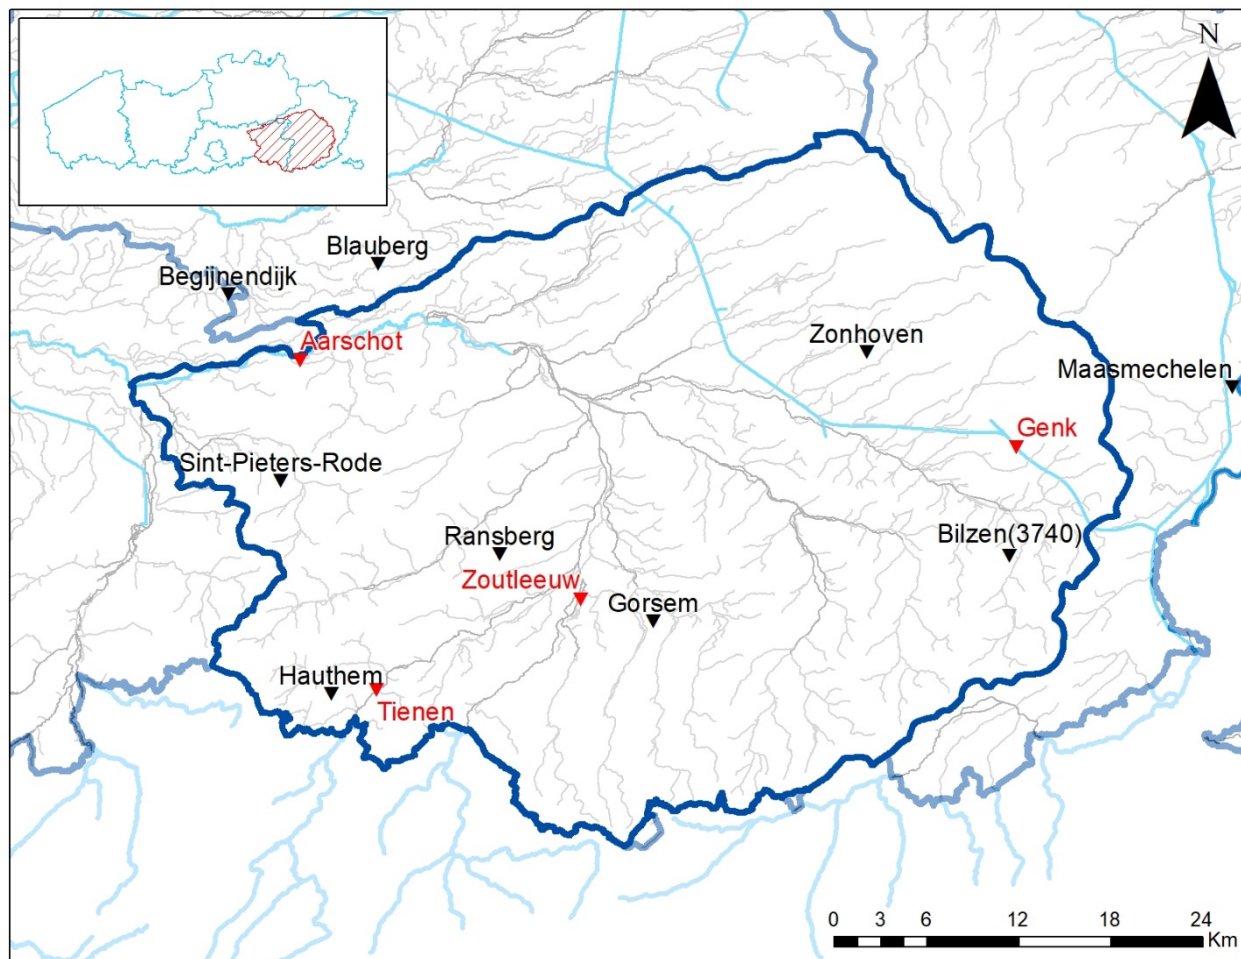 N
Blauberg
Begijnendijk
Aarschot
Zonhoven
Maasmechelen
Genk
Sint-Pieters-Rode
Ransberg
Bilzen(3740)
Zoutleeuw
Gorsem
Hauthem
Tienen
0 3 6 12 18 24
Km